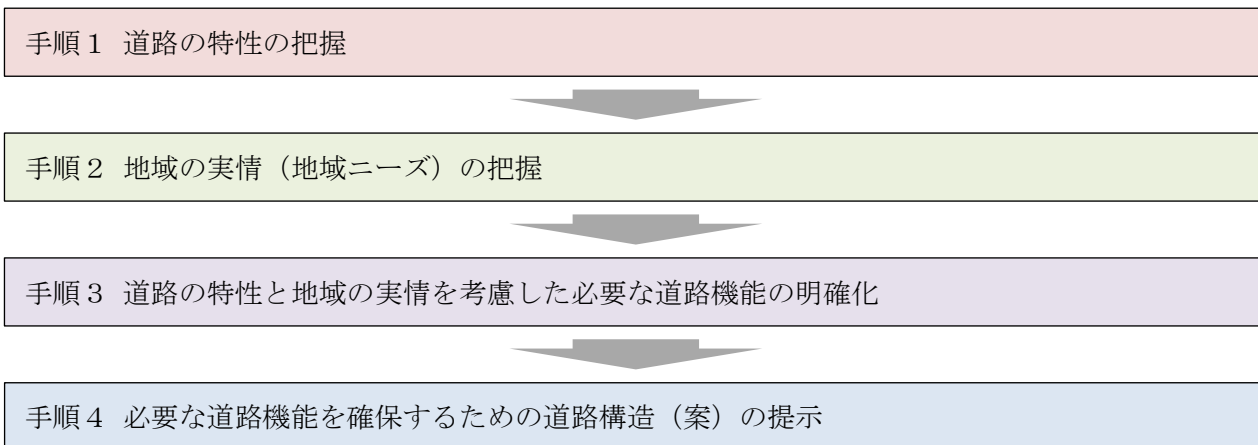 手順１ 道路の特性の把握
手順２ 地域の実情（地域ニーズ）の把握
手順３ 道路の特性と地域の実情を考慮した必要な道路機能の明確化
手順４ 必要な道路機能を確保するための道路構造（案）の提示